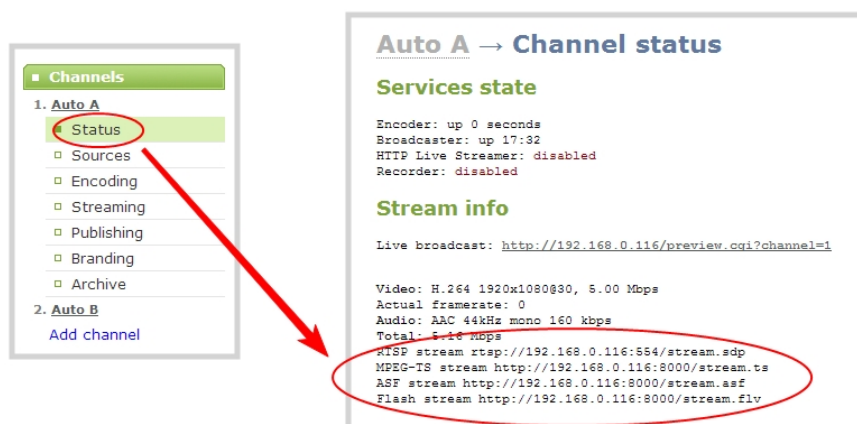 Channels
1. Auto A
Status
Sources
Encoding
Streaming
Publishing
Branding
Archive
2. Auto B
Add channel
Auto A → Channel status
Services state
Encoder: up 0 seconds
Broadcaster: up 17:32
HTTP Live Streamer: disabled
Recorder: disabled
Stream info
Live broadcast: http://192.168.0.116/preview.cgi?channel=1
Video: H.264 1920x1080@30, 5.00 Mbps
Actual framerate: 0
Audio: AAC 44kHz mono 160 kbps
Total: 5.16 Mbps
RTSP stream rtsp://192.168.0.116:554/stream.sdp
MPEG-TS stream http://192.168.0.116:8000/stream.ts
ASF stream http://192.168.0.116:8000/stream.asf
Flash stream http://192.168.0.116:8000/stream.flv